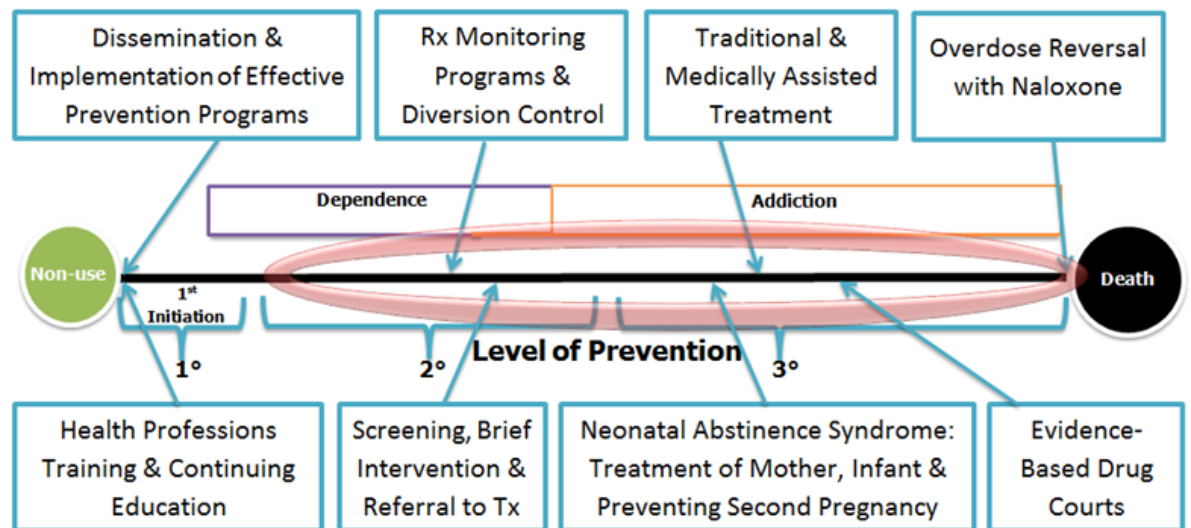 Dissemination &
Implementation of Effective
Prevention Programs
Rx Monitoring
Programs &
Diversion Control
Traditional &
Medically Assisted
Treatment
Overdose Reversal
with Naloxone
Dependence
Addiction
Non-use
Death
1st
Initiation
Level of Prevention
1°
2°
3°
Health Professions
Training & Continuing
Education
Screening, Brief
Intervention &
Referral to Tx
Neonatal Abstinence Syndrome:
Treatment of Mother, Infant &
Preventing Second Pregnancy
Evidence-
Based Drug
Courts